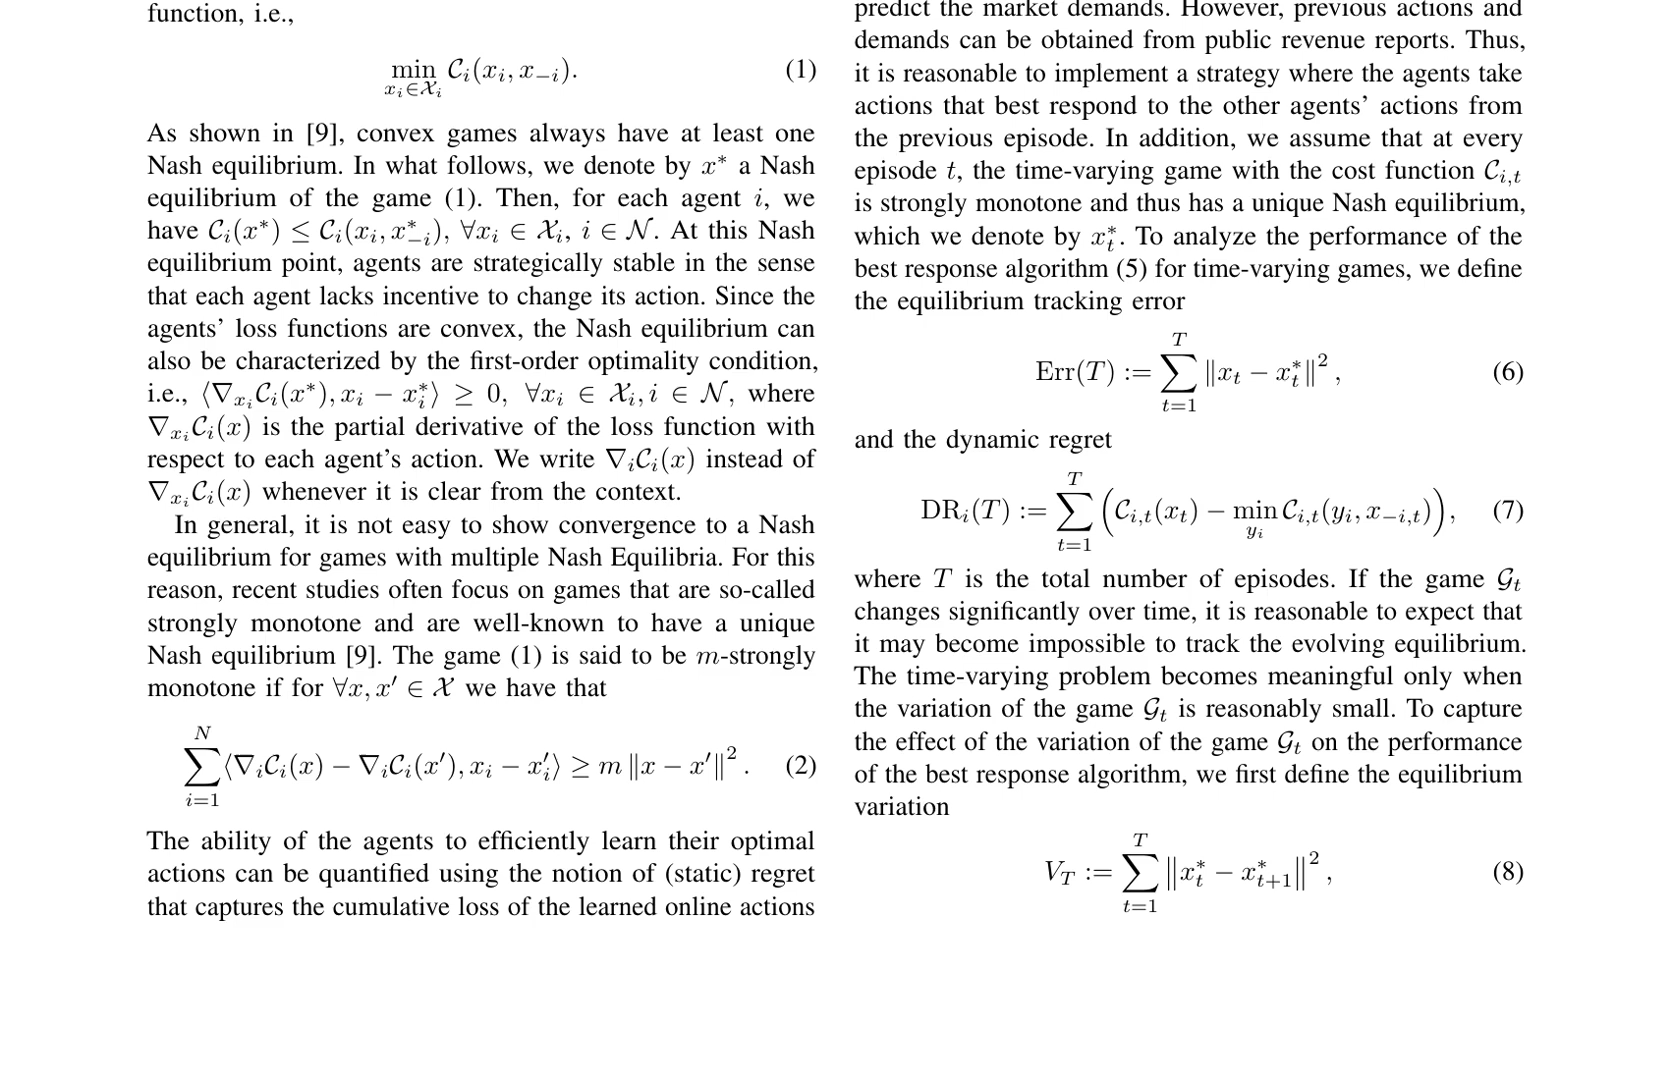 function, i.e.,
min_{x_i∈𝒳_i} 𝒞_i(x_i, x_{−i}). (1)
As shown in [9], convex games always have at least one
Nash equilibrium. In what follows, we denote by x* a Nash
equilibrium of the game (1). Then, for each agent i, we
have 𝒞_i(x*) ≤ 𝒞_i(x_i, x*_{−i}), ∀x_i ∈ 𝒳_i, i ∈ 𝒩. At this Nash
equilibrium point, agents are strategically stable in the sense
that each agent lacks incentive to change its action. Since the
agents' loss functions are convex, the Nash equilibrium can
also be characterized by the first-order optimality condition,
i.e., ⟨∇_{x_i}𝒞_i(x*), x_i − x*_i⟩ ≥ 0, ∀x_i ∈ 𝒳_i, i ∈ 𝒩, where
∇_{x_i}𝒞_i(x) is the partial derivative of the loss function with
respect to each agent's action. We write ∇_i𝒞_i(x) instead of
∇_{x_i}𝒞_i(x) whenever it is clear from the context.
In general, it is not easy to show convergence to a Nash
equilibrium for games with multiple Nash Equilibria. For this
reason, recent studies often focus on games that are so-called
strongly monotone and are well-known to have a unique
Nash equilibrium [9]. The game (1) is said to be m-strongly
monotone if for ∀x, x′ ∈ 𝒳 we have that
∑_{i=1}^{N} ⟨∇_i𝒞_i(x) − ∇_i𝒞_i(x′), x_i − x′_i⟩ ≥ m ‖x − x′‖². (2)
The ability of the agents to efficiently learn their optimal
actions can be quantified using the notion of (static) regret
that captures the cumulative loss of the learned online actions
predict the market demands. However, previous actions and
demands can be obtained from public revenue reports. Thus,
it is reasonable to implement a strategy where the agents take
actions that best respond to the other agents' actions from
the previous episode. In addition, we assume that at every
episode t, the time-varying game with the cost function 𝒞_{i,t}
is strongly monotone and thus has a unique Nash equilibrium,
which we denote by x*_t. To analyze the performance of the
best response algorithm (5) for time-varying games, we define
the equilibrium tracking error
Err(T) := ∑_{t=1}^{T} ‖x_t − x*_t‖², (6)
and the dynamic regret
DR_i(T) := ∑_{t=1}^{T} (𝒞_{i,t}(x_t) − min_{y_i} 𝒞_{i,t}(y_i, x_{−i,t})), (7)
where T is the total number of episodes. If the game 𝒢_t
changes significantly over time, it is reasonable to expect that
it may become impossible to track the evolving equilibrium.
The time-varying problem becomes meaningful only when
the variation of the game 𝒢_t is reasonably small. To capture
the effect of the variation of the game 𝒢_t on the performance
of the best response algorithm, we first define the equilibrium
variation
V_T := ∑_{t=1}^{T} ‖x*_t − x*_{t+1}‖², (8)